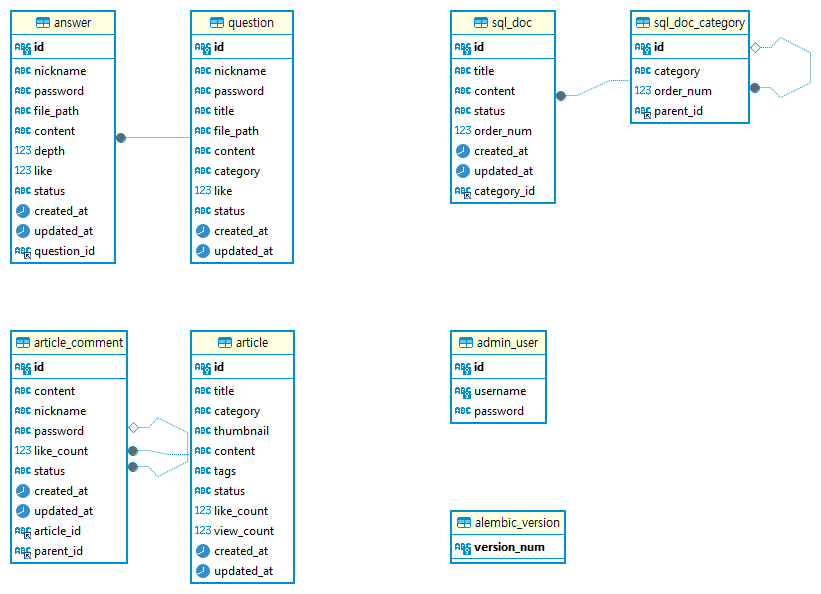 answer
ABC id
ABC nickname
ABC password
ABC file_path
ABC content
123 depth
123 like
ABC status
created_at
updated_at
ABC question_id
question
ABC id
ABC nickname
ABC password
ABC title
ABC file_path
ABC content
ABC category
123 like
ABC status
created_at
updated_at
sql_doc
ABC id
ABC title
ABC content
ABC status
123 order_num
created_at
updated_at
ABC category_id
sql_doc_category
ABC id
ABC category
123 order_num
ABC parent_id
article_comment
ABC id
ABC content
ABC nickname
ABC password
123 like_count
ABC status
created_at
updated_at
ABC article_id
ABC parent_id
article
ABC id
ABC title
ABC category
ABC thumbnail
ABC content
ABC tags
ABC status
123 like_count
123 view_count
created_at
updated_at
admin_user
ABC id
ABC username
ABC password
alembic_version
ABC version_num